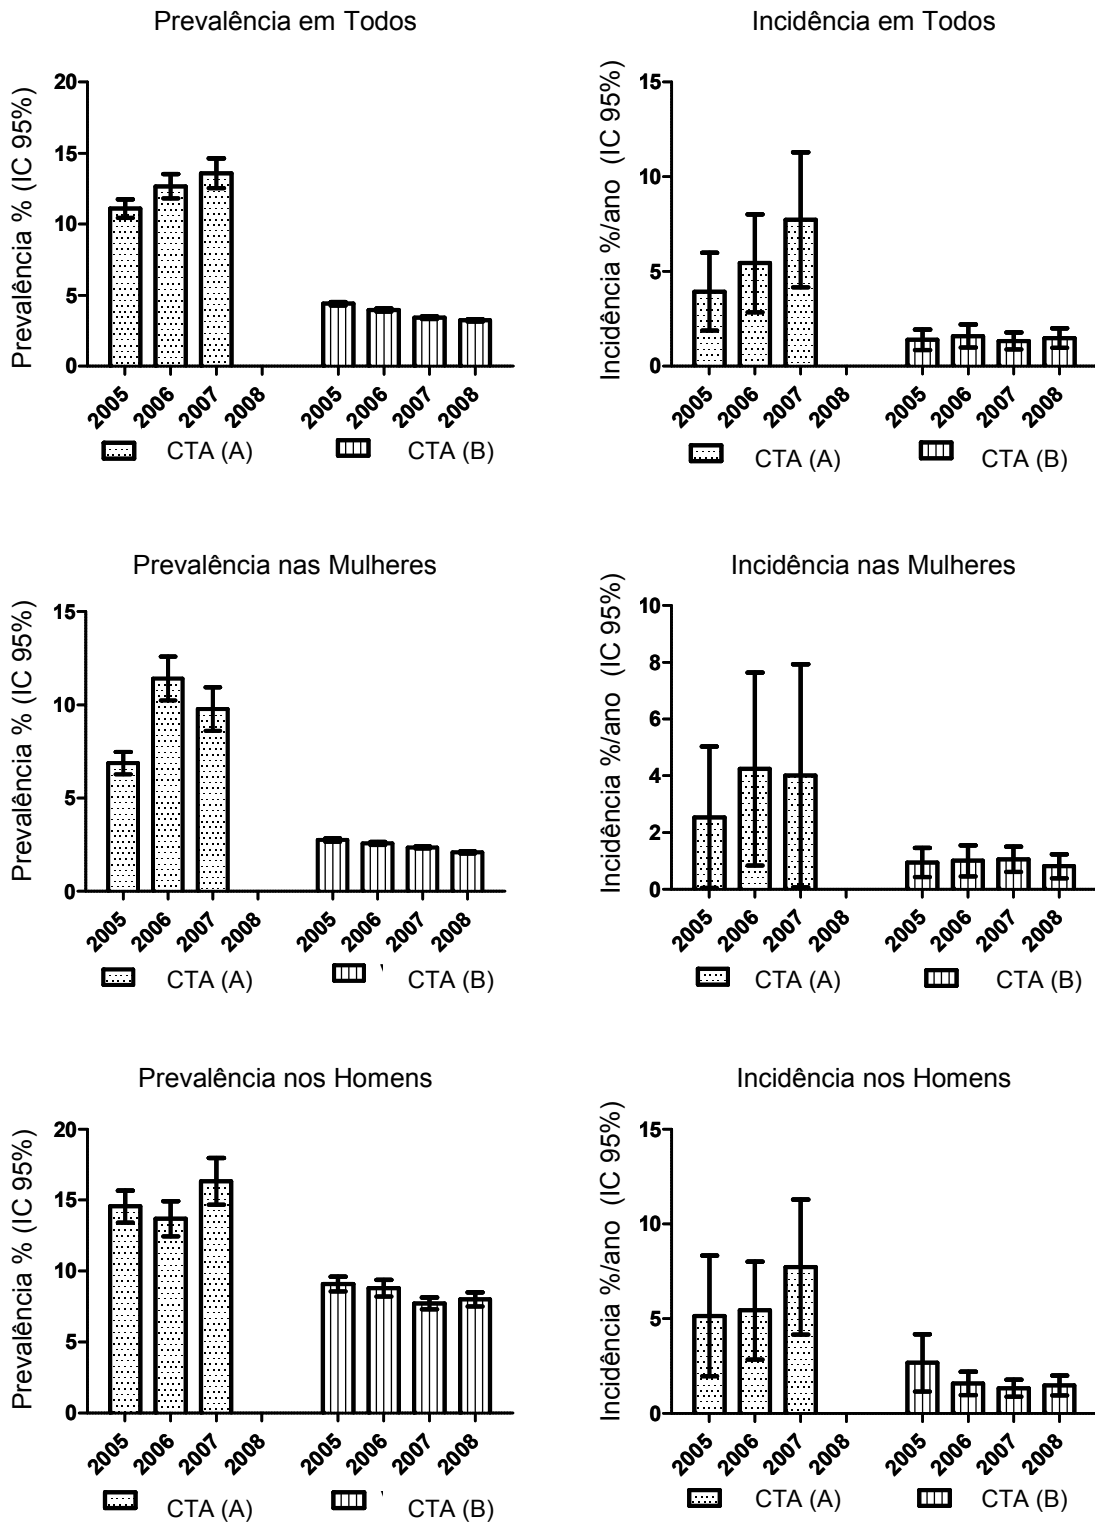 Prevalência em Todos
Prevalência % (IC 95%)
20
15
10
5
0
2005 2006 2007 2008 2005 2006 2007 2008
CTA (A) CTA (B)
Incidência em Todos
Incidência %/ano (IC 95%)
15
10
5
0
2005 2006 2007 2008 2005 2006 2007 2008
CTA (A) CTA (B)
Prevalência nas Mulheres
Prevalência % (IC 95%)
15
10
5
0
2005 2006 2007 2008 2005 2006 2007 2008
CTA (A) CTA (B)
Incidência nas Mulheres
Incidência %/ano (IC 95%)
10
8
6
4
2
0
2005 2006 2007 2008 2005 2006 2007 2008
CTA (A) CTA (B)
Prevalência nos Homens
Prevalência % (IC 95%)
20
15
10
5
0
2005 2006 2007 2008 2005 2006 2007 2008
CTA (A) CTA (B)
Incidência nos Homens
Incidência %/ano (IC 95%)
15
10
5
0
2005 2006 2007 2008 2005 2006 2007 2008
CTA (A) CTA (B)